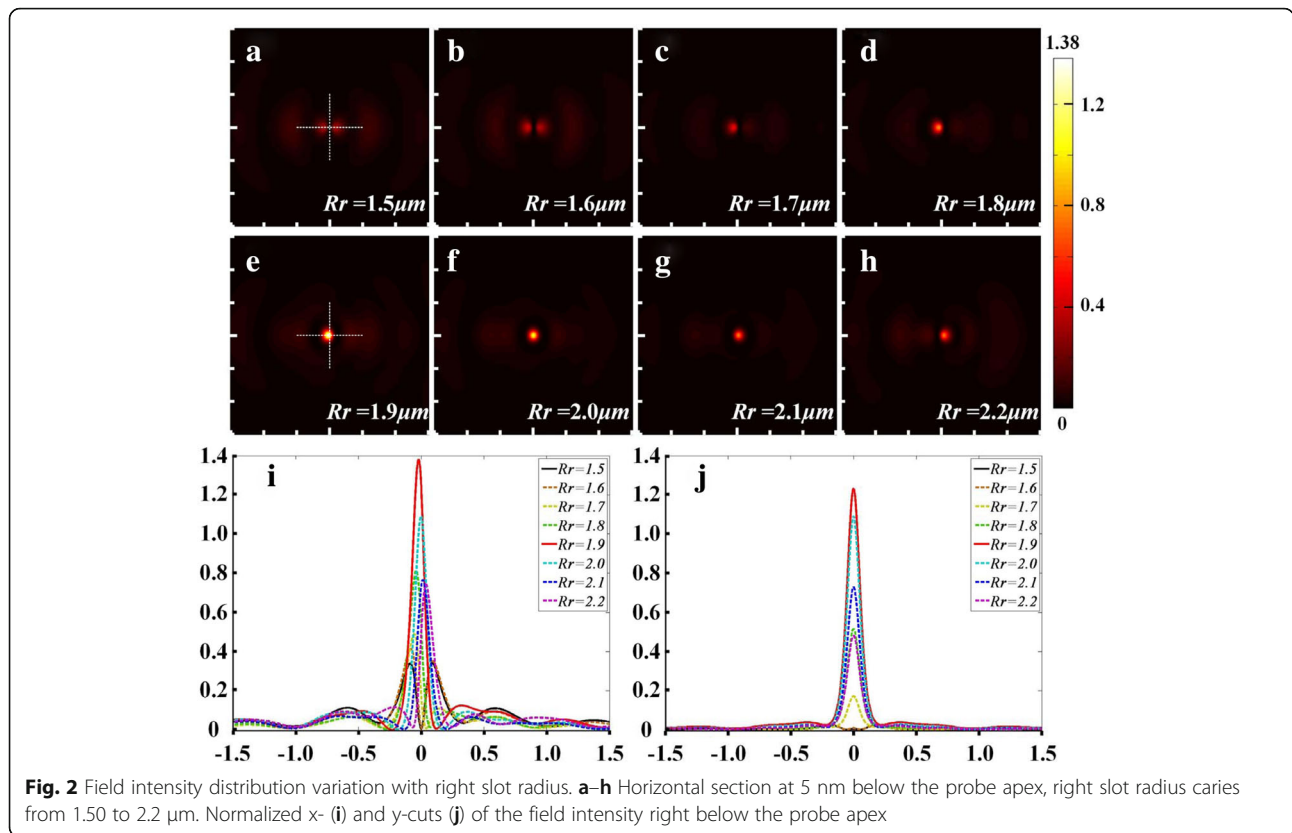 a
b
c
d
1.38
1.2
0.8
0.4
0
Rr =1.5μm
Rr =1.6μm
Rr =1.7μm
Rr =1.8μm
e
f
g
h
Rr =1.9μm
Rr =2.0μm
Rr =2.1μm
Rr =2.2μm
i
1.4
1.2
1.0
0.8
0.6
0.4
0.2
0
-1.5
-1.0
-0.5
0
0.5
1.0
1.5
Rr=1.5
Rr=1.6
Rr=1.7
Rr=1.8
Rr=1.9
Rr=2.0
Rr=2.1
Rr=2.2
j
1.4
1.2
1.0
0.8
0.6
0.4
0.2
0
-1.5
-1.0
-0.5
0
0.5
1.0
1.5
Rr=1.5
Rr=1.6
Rr=1.7
Rr=1.8
Rr=1.9
Rr=2.0
Rr=2.1
Rr=2.2
Fig. 2 Field intensity distribution variation with right slot radius. a–h Horizontal section at 5 nm below the probe apex, right slot radius caries
from 1.50 to 2.2 μm. Normalized x- (i) and y-cuts (j) of the field intensity right below the probe apex